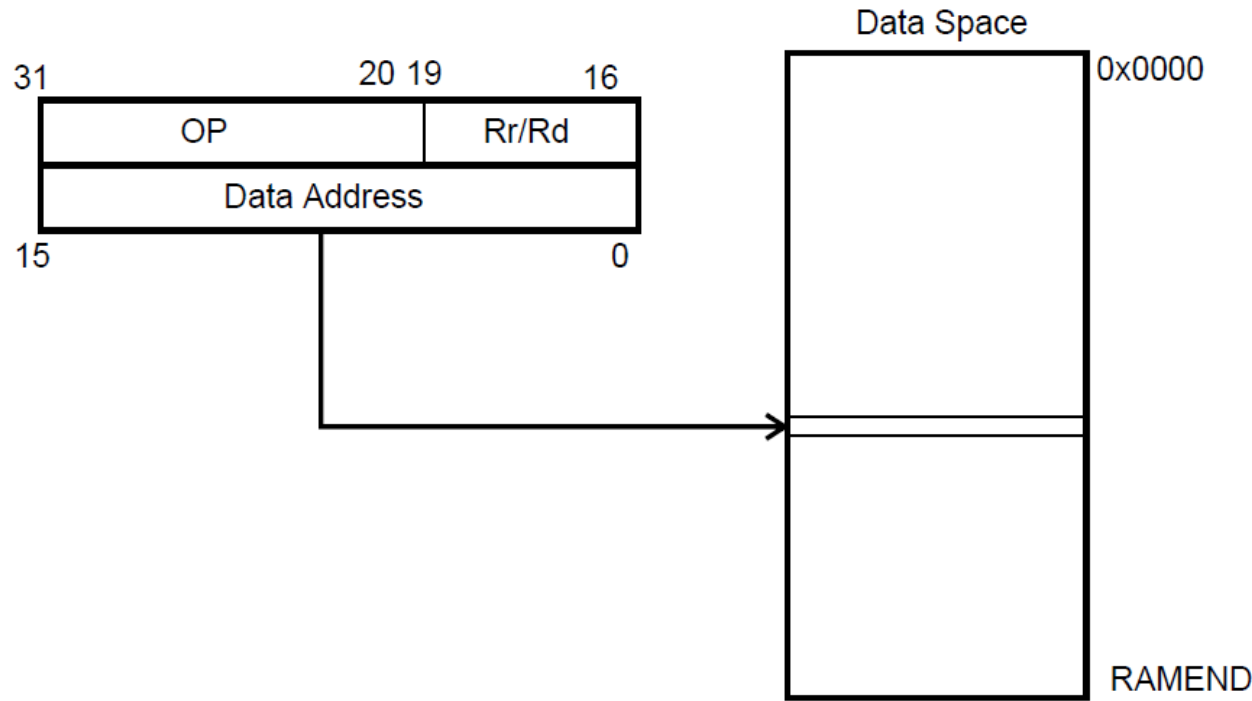 Data Space
31 20 19 16
0x0000
OP Rr/Rd
Data Address
15 0
RAMEND